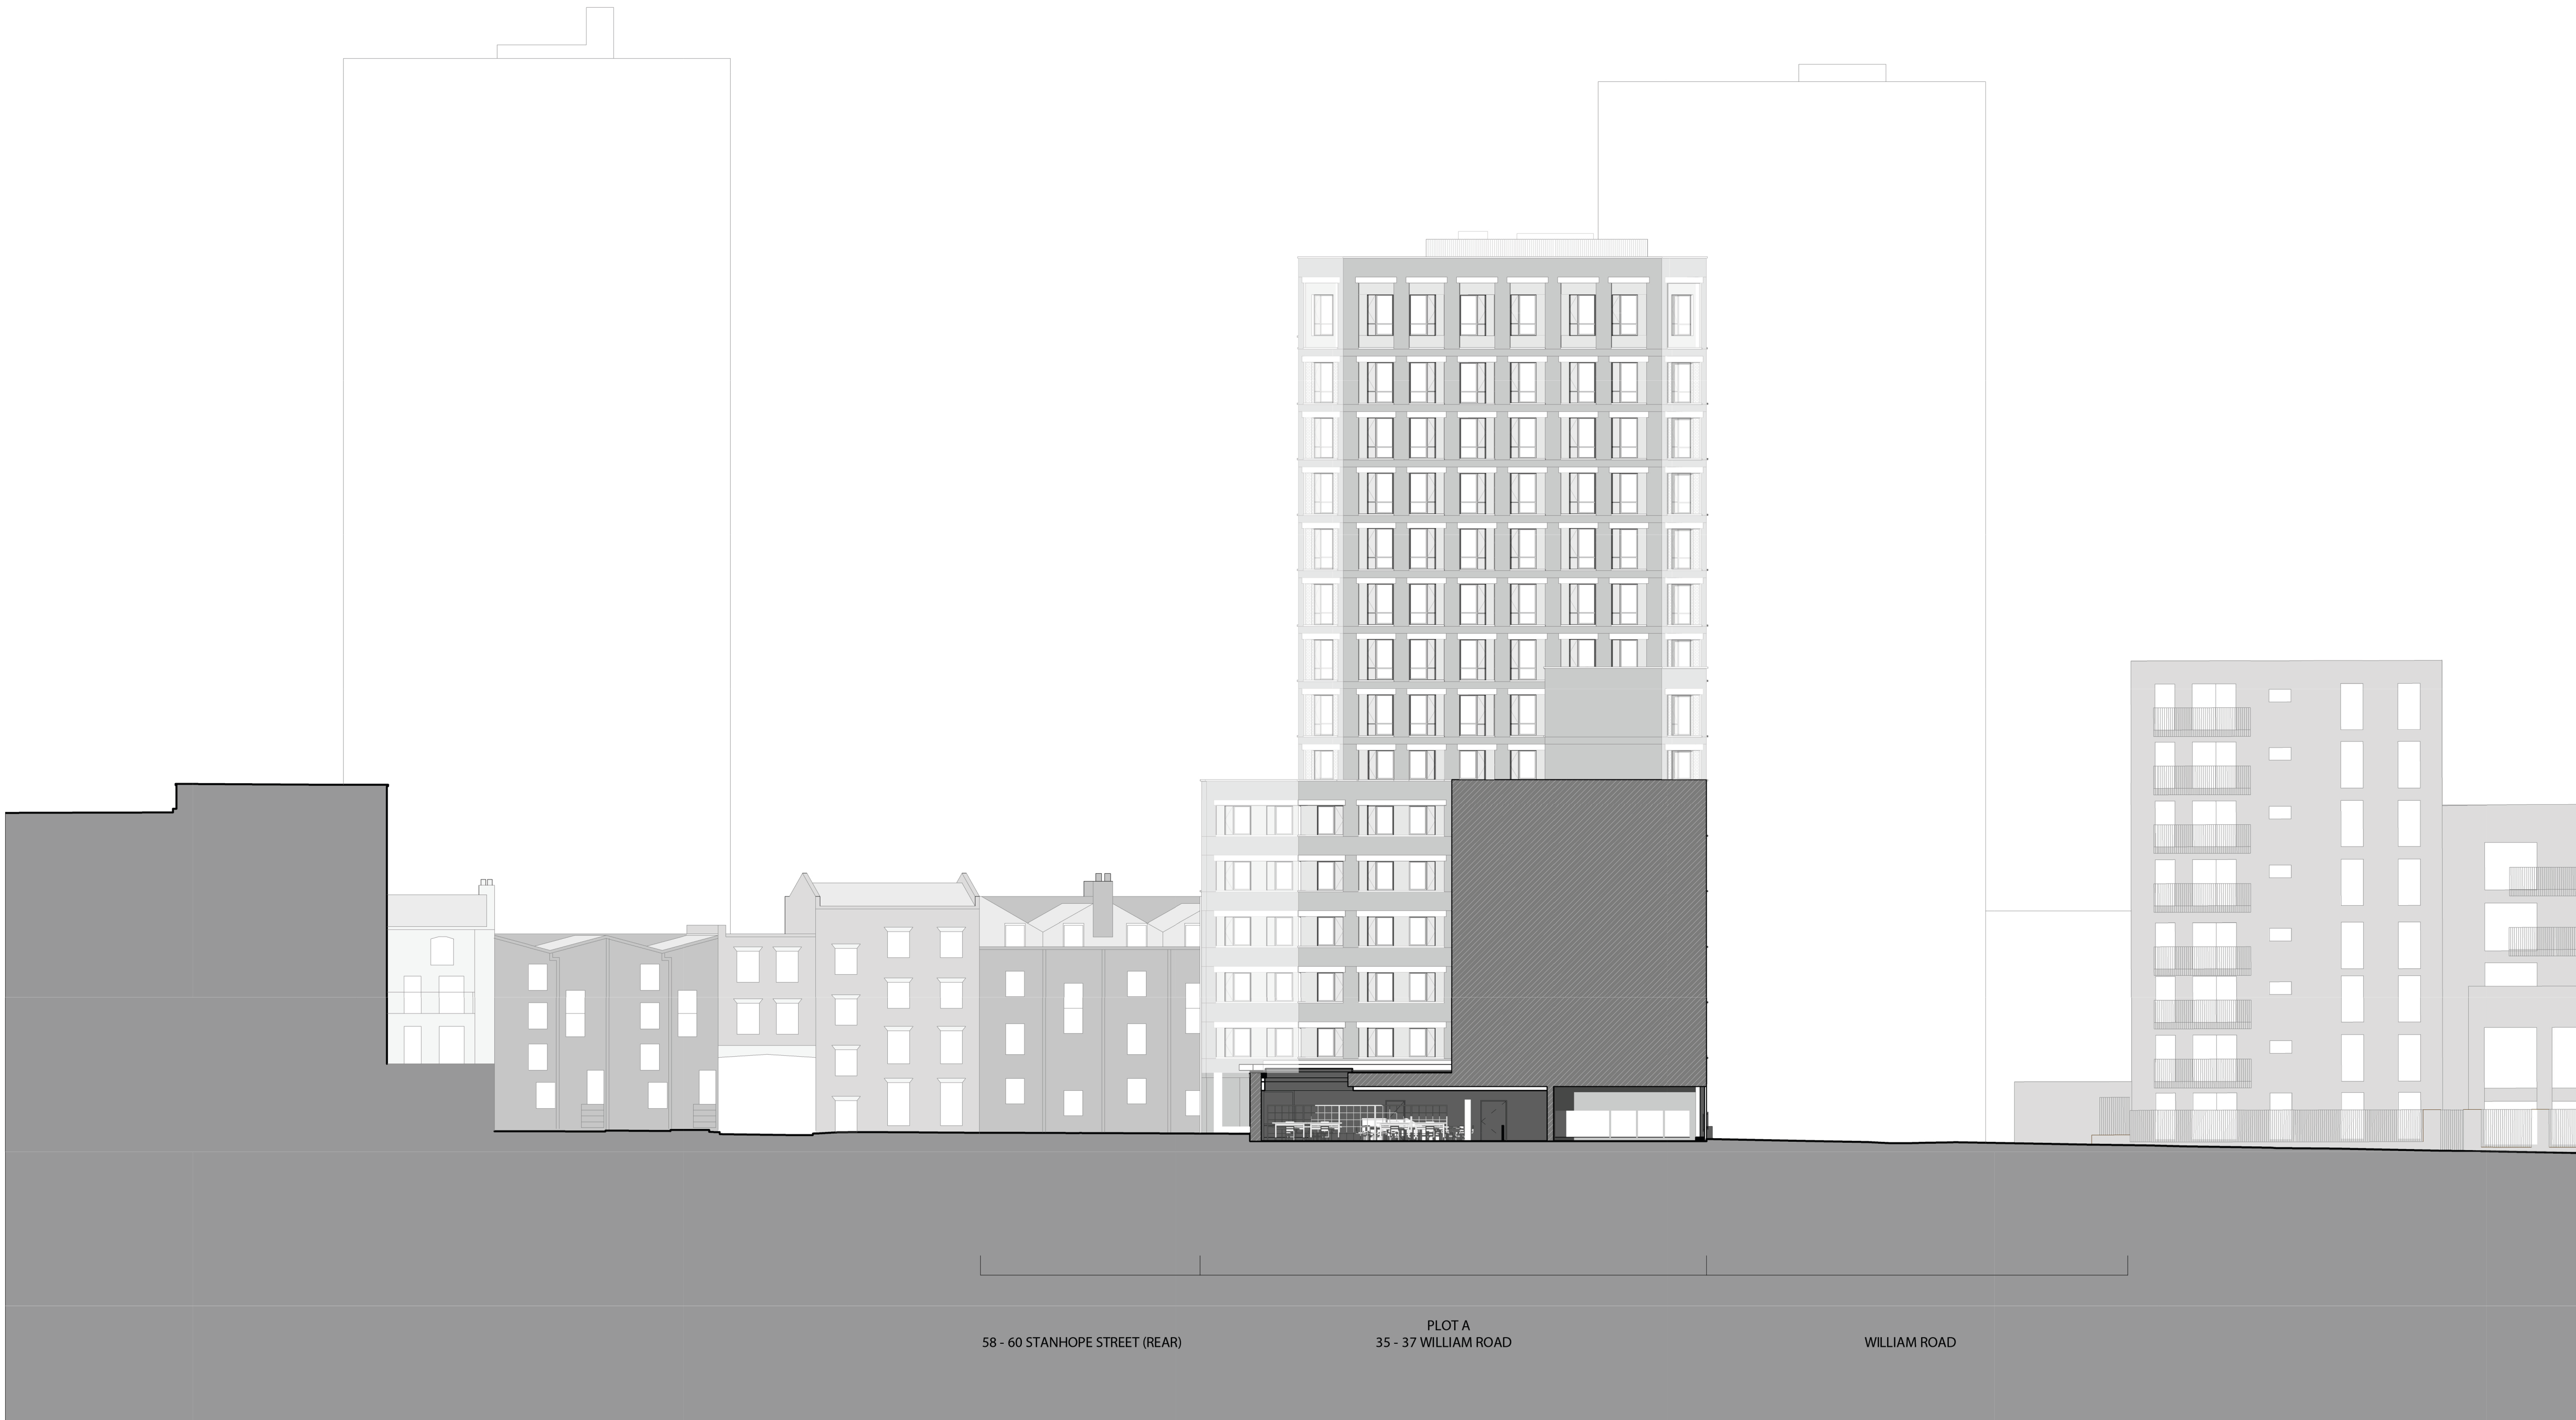 58 - 60 STANHOPE STREET (REAR)
PLOT A
35 - 37 WILLIAM ROAD
WILLIAM ROAD